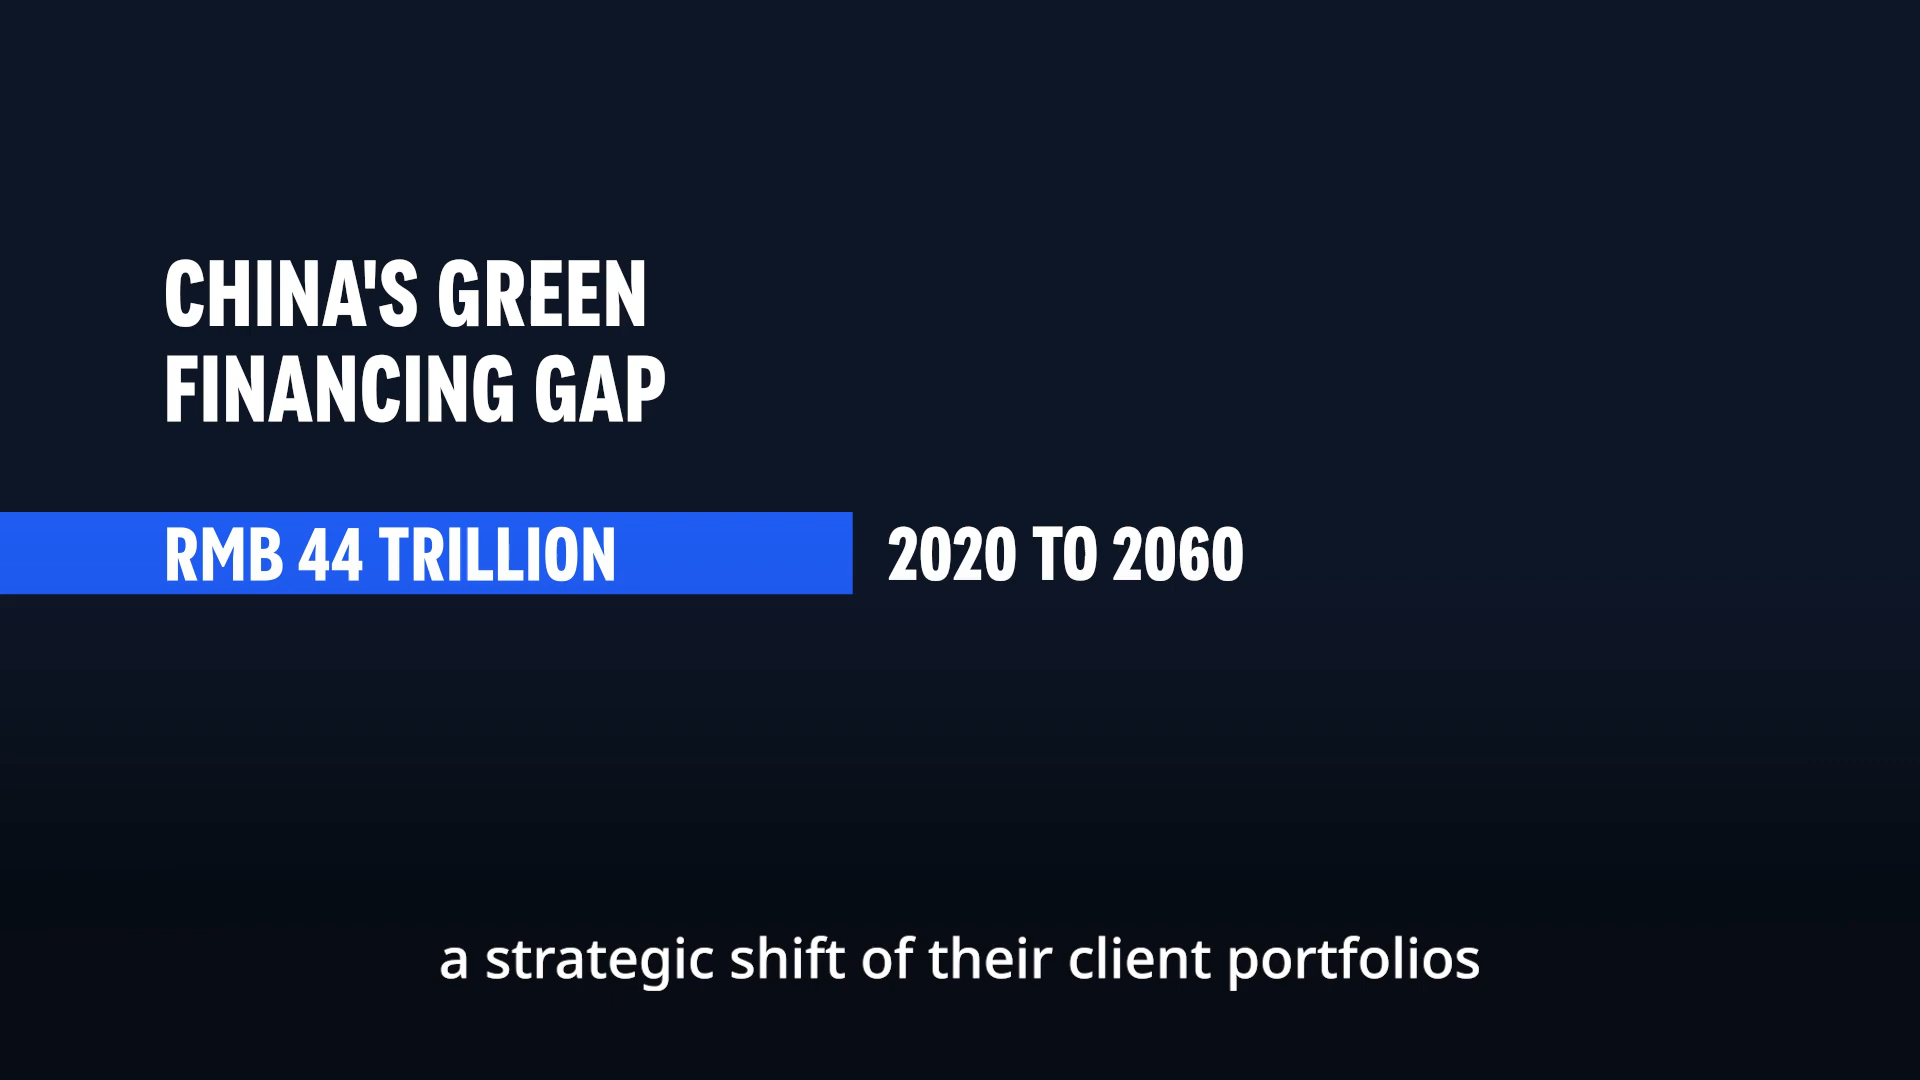 CHINA'S GREEN
FINANCING GAP
RMB 44 TRILLION 2020 TO 2060
a strategic shift of their client portfolios